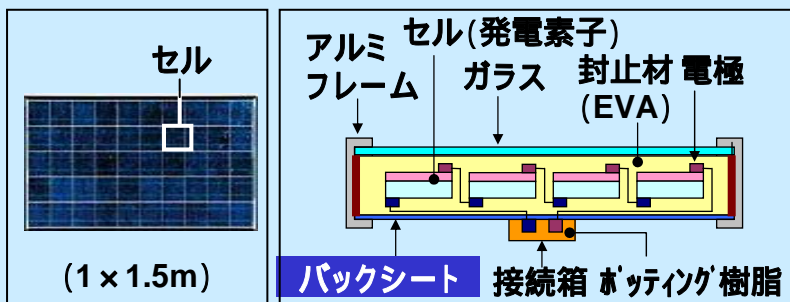 セル
(1×1.5m)
アルミ
フレーム
セル(発電素子)
ガラス
封止材
(EVA)
電極
バックシート
接続箱
ﾎﾟｯﾃｨﾝｸﾞ樹脂